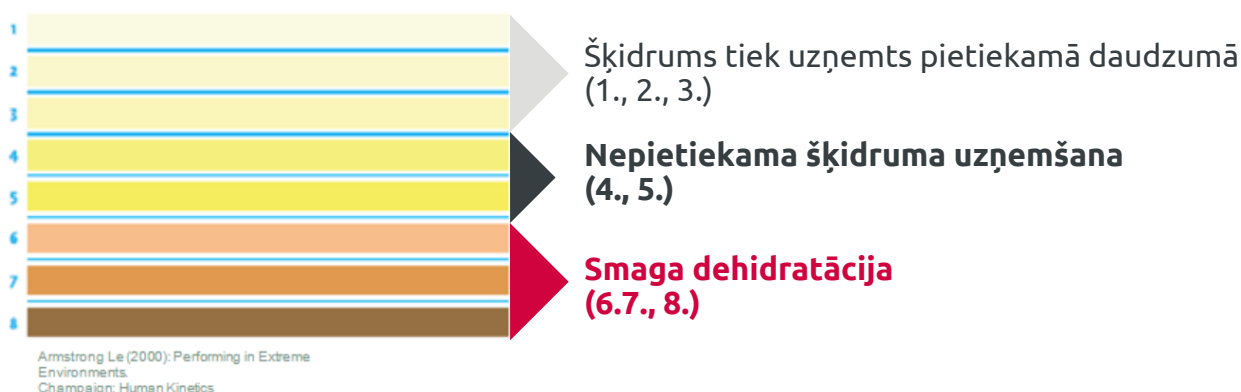 1
2
3
4
5
6
7
8
Šķidrums tiek uzņemts pietiekamā daudzumā
(1., 2., 3.)
Nepietiekama šķidruma uzņemšana
(4., 5.)
Smaga dehidratācija
(6.7., 8.)
Armstrong Le (2000): Performing in Extreme
Environments.
Champaign: Human Kinetics